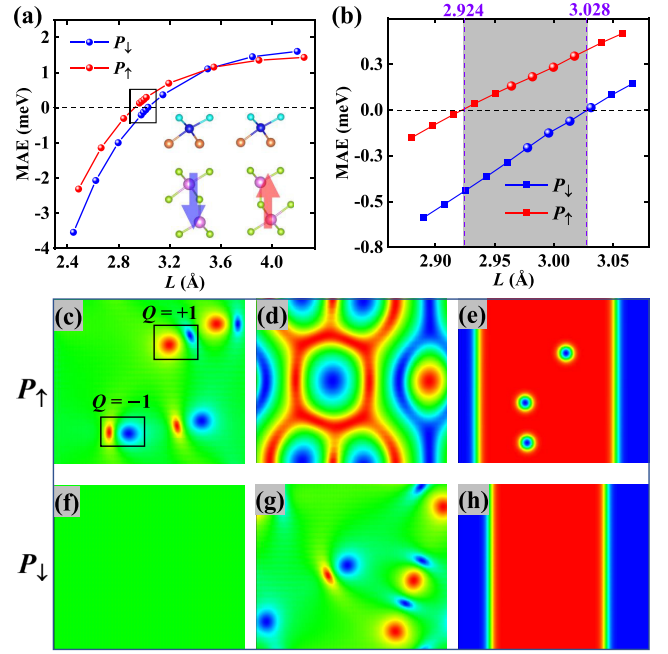 (a)
P↓
P↑
MAE (meV)
2
1
0
-1
-2
-3
-4
2.4 2.8 3.2 3.6 4.0
L (Å)
2.924 3.028
(b)
MAE (meV)
0.3
0.0
-0.3
-0.5
-0.8
P↓
P↑
2.90 2.95 3.00 3.05
L (Å)
P↑
(c)
Q = +1
Q = −1
(d)
(e)
P↓
(f)
(g)
(h)